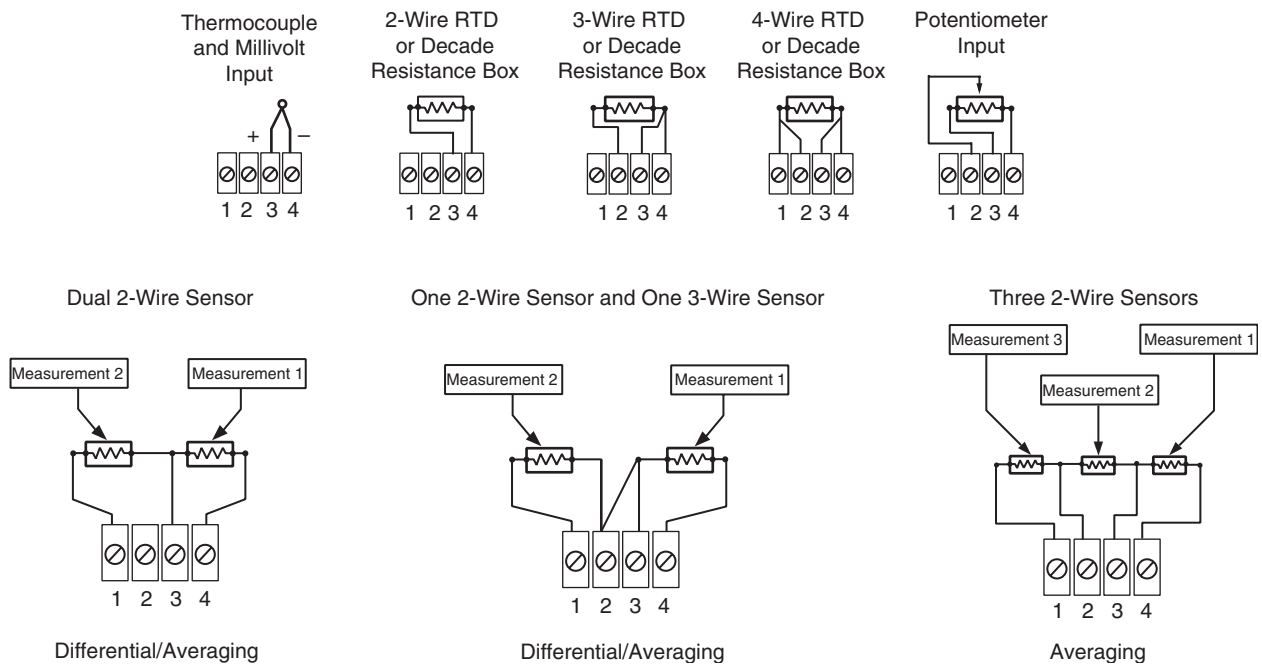 Thermocouple
and Millivolt
Input
+ −
1 2 3 4
2-Wire RTD
or Decade
Resistance Box
1 2 3 4
3-Wire RTD
or Decade
Resistance Box
1 2 3 4
4-Wire RTD
or Decade
Resistance Box
1 2 3 4
Potentiometer
Input
1 2 3 4
Dual 2-Wire Sensor
Measurement 2
Measurement 1
1 2 3 4
Differential/Averaging
One 2-Wire Sensor and One 3-Wire Sensor
Measurement 2
Measurement 1
1 2 3 4
Differential/Averaging
Three 2-Wire Sensors
Measurement 3
Measurement 1
Measurement 2
1 2 3 4
Averaging